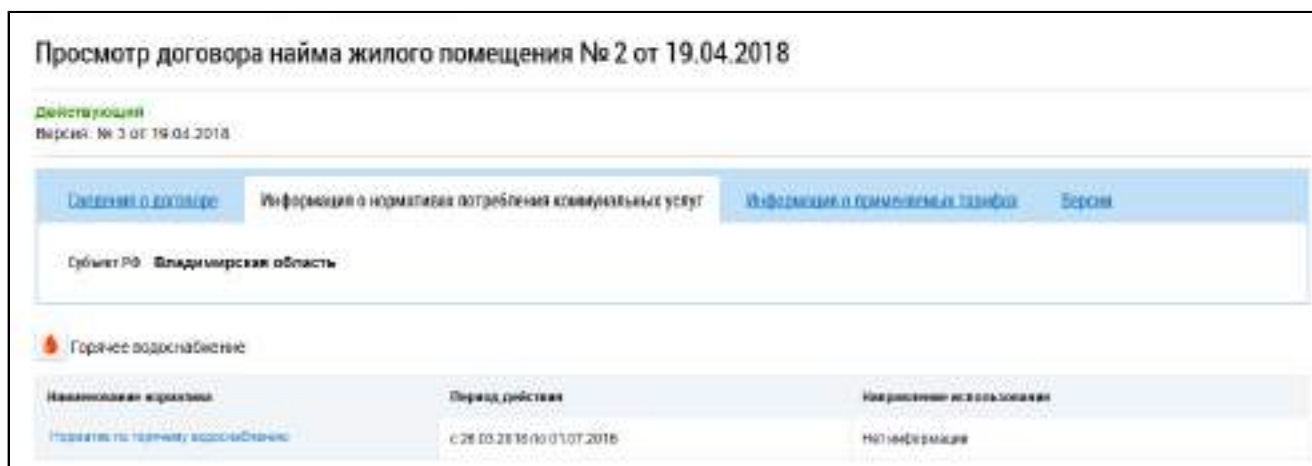 Просмотр договора найма жилого помещения № 2 от 19.04.2018
Действующий
Версия: № 3 от 19.04.2018
Сведения о договоре Информация о нормативах потребления коммунальных услуг Информация о применяемых тарифах Версии
Субъект РФ Владимирская область
Горячее водоснабжение
Наименование норматива Период действия Направление использования
Норматив по горячему водоснабжению с 26.03.2018 по 01.07.2018 Нет информации